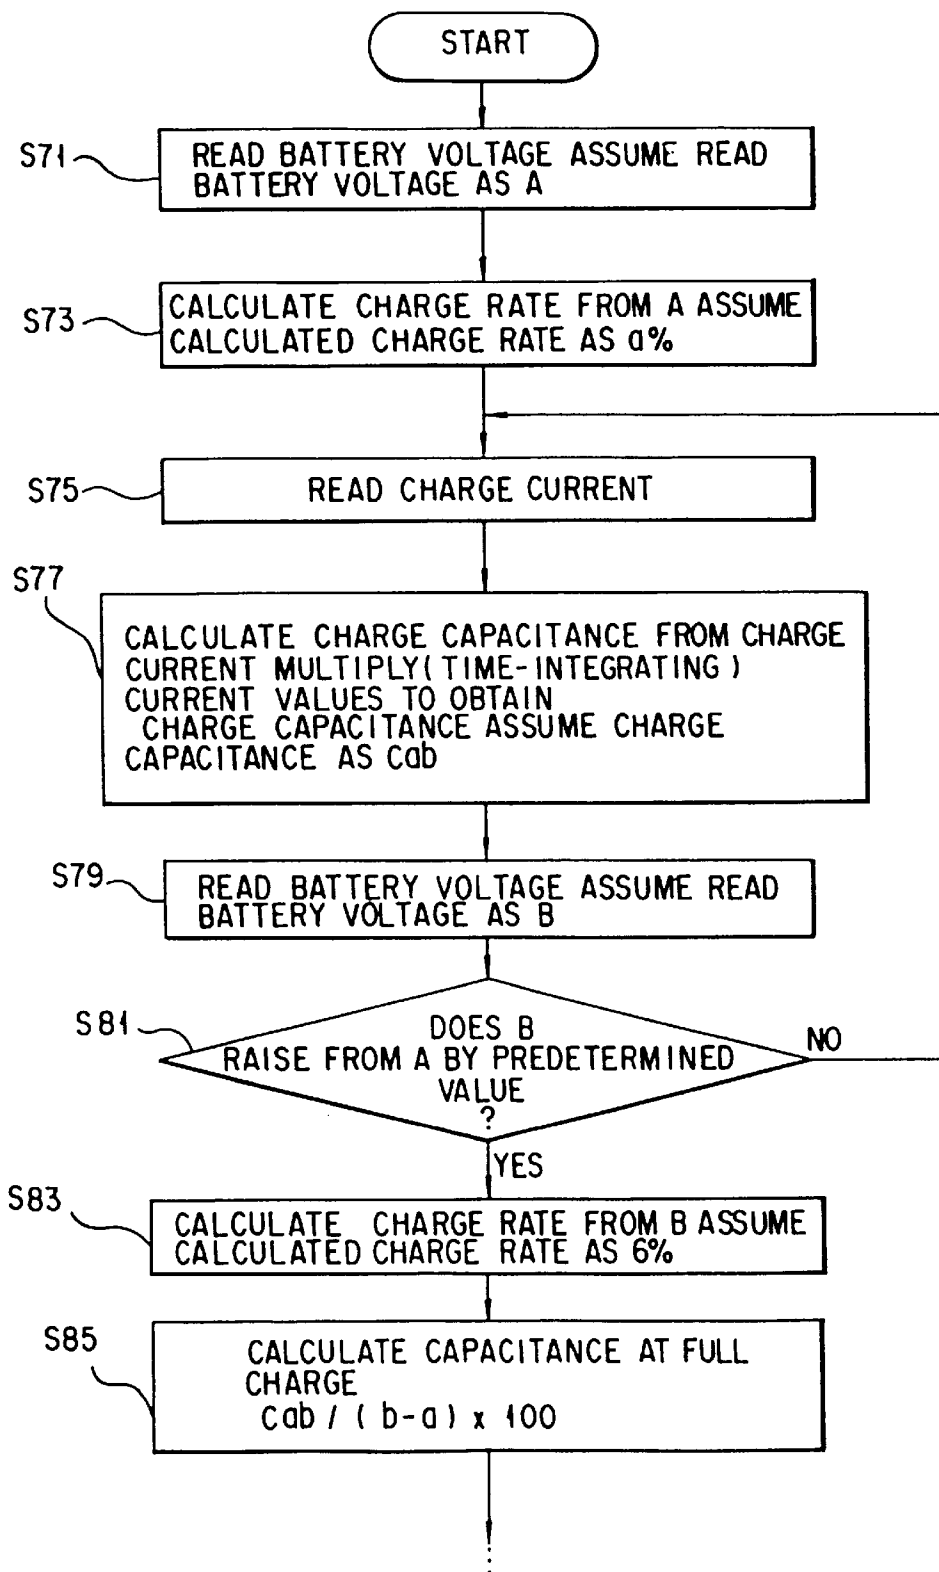 START
S71
READ BATTERY VOLTAGE ASSUME READ
BATTERY VOLTAGE AS A
S73
CALCULATE CHARGE RATE FROM A ASSUME
CALCULATED CHARGE RATE AS a%
S75
READ CHARGE CURRENT
S77
CALCULATE CHARGE CAPACITANCE FROM CHARGE
CURRENT MULTIPLY(TIME-INTEGRATING)
CURRENT VALUES TO OBTAIN
CHARGE CAPACITANCE ASSUME CHARGE
CAPACITANCE AS Cab
S79
READ BATTERY VOLTAGE ASSUME READ
BATTERY VOLTAGE AS B
S81
DOES B
RAISE FROM A BY PREDETERMINED
VALUE
?
NO
YES
S83
CALCULATE CHARGE RATE FROM B ASSUME
CALCULATED CHARGE RATE AS 6%
S85
CALCULATE CAPACITANCE AT FULL
CHARGE
Cab / (b-a) x 100